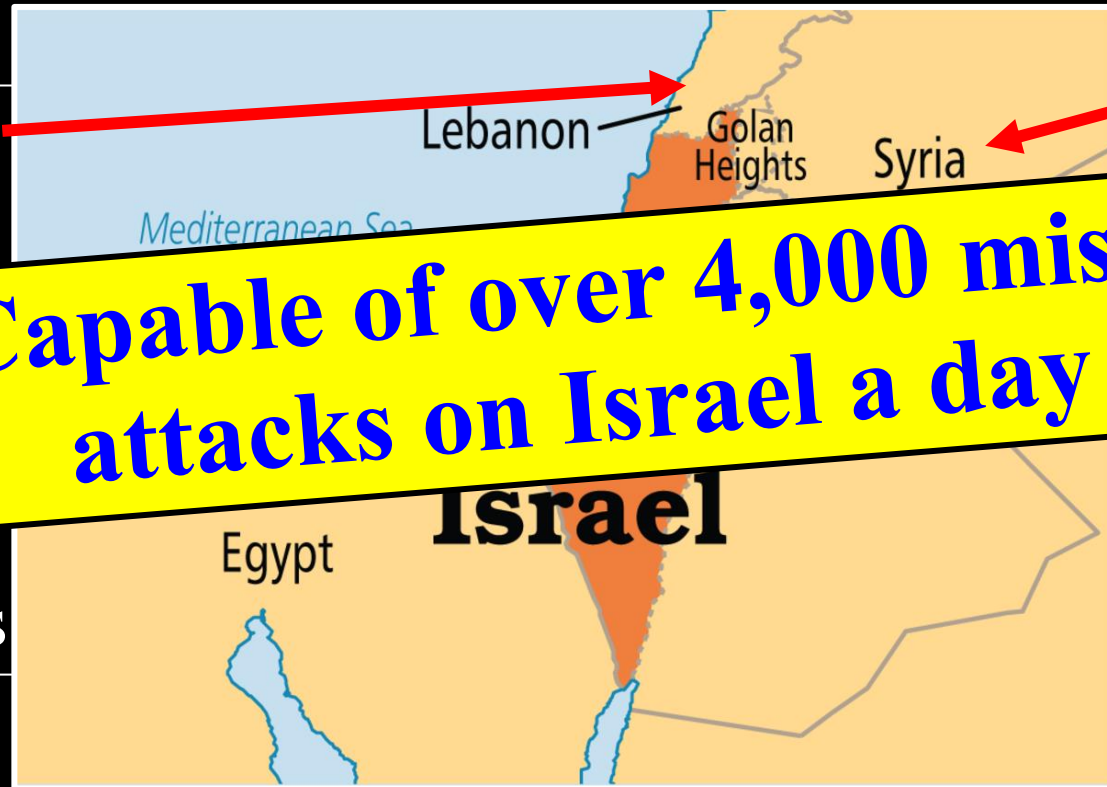 Lebanon
Golan
Heights
Syria
Mediterranean Sea
Capable of over 4,000
attacks on Israel a day
Israel
Egypt